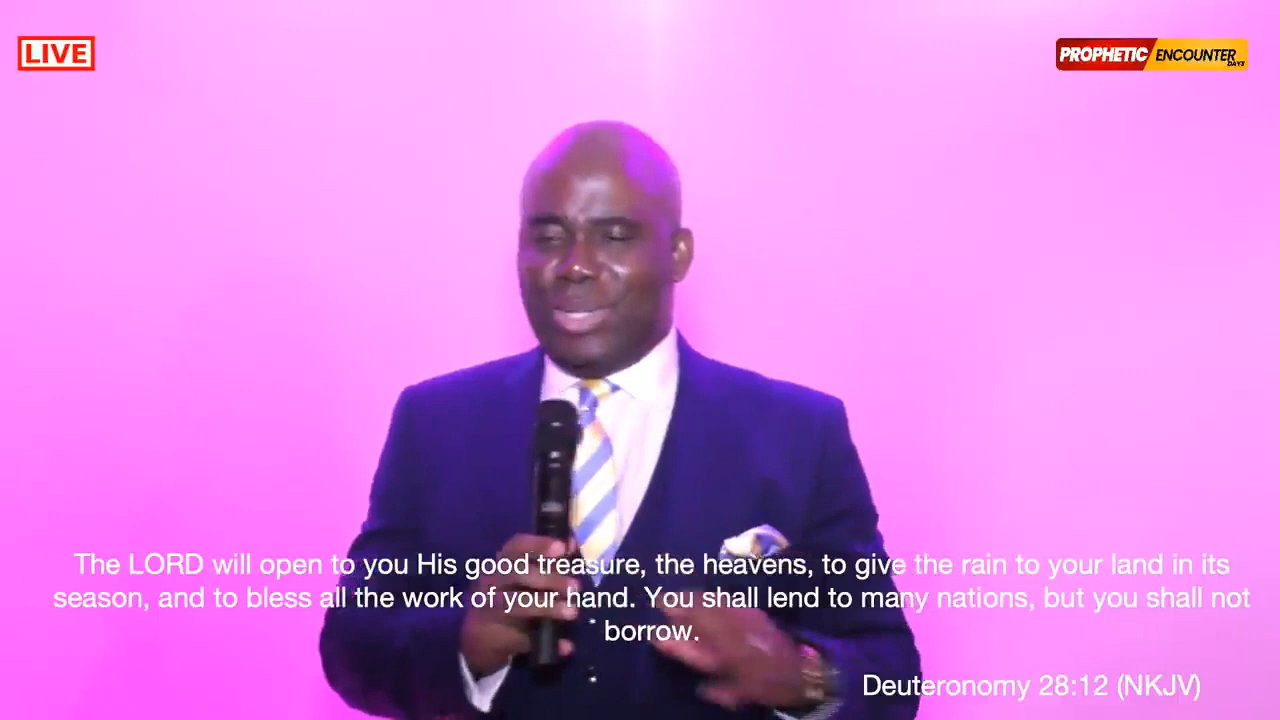 LIVE
PROPHETIC ENCOUNTER
DAYS
The LORD will open to you His good treasure, the heavens, to give the rain to your land in its
season, and to bless all the work of your hand. You shall lend to many nations, but you shall not
borrow.
Deuteronomy 28:12 (NKJV)